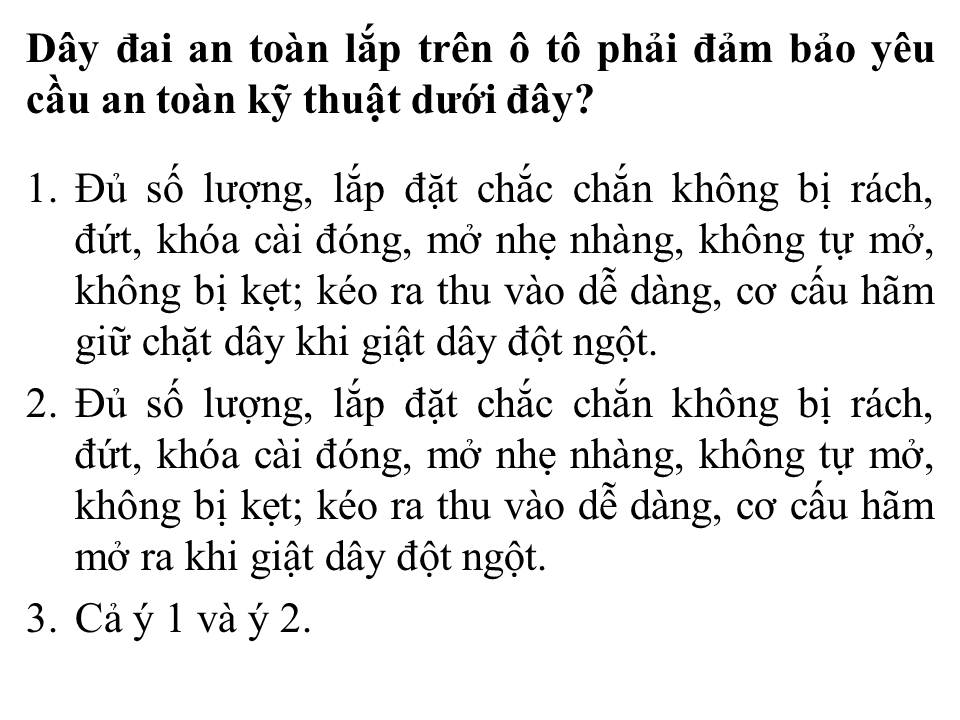 Dây đai an toàn lắp trên ô tô phải đảm bảo yêu
cầu an toàn kỹ thuật dưới đây?
1. Đủ số lượng, lắp đặt chắc chắn không bị rách,
đứt, khóa cài đóng, mở nhẹ nhàng, không tự mở,
không bị kẹt; kéo ra thu vào dễ dàng, cơ cấu hãm
giữ chặt dây khi giật dây đột ngột.
2. Đủ số lượng, lắp đặt chắc chắn không bị rách,
đứt, khóa cài đóng, mở nhẹ nhàng, không tự mở,
không bị kẹt; kéo ra thu vào dễ dàng, cơ cấu hãm
mở ra khi giật dây đột ngột.
3. Cả ý 1 và ý 2.